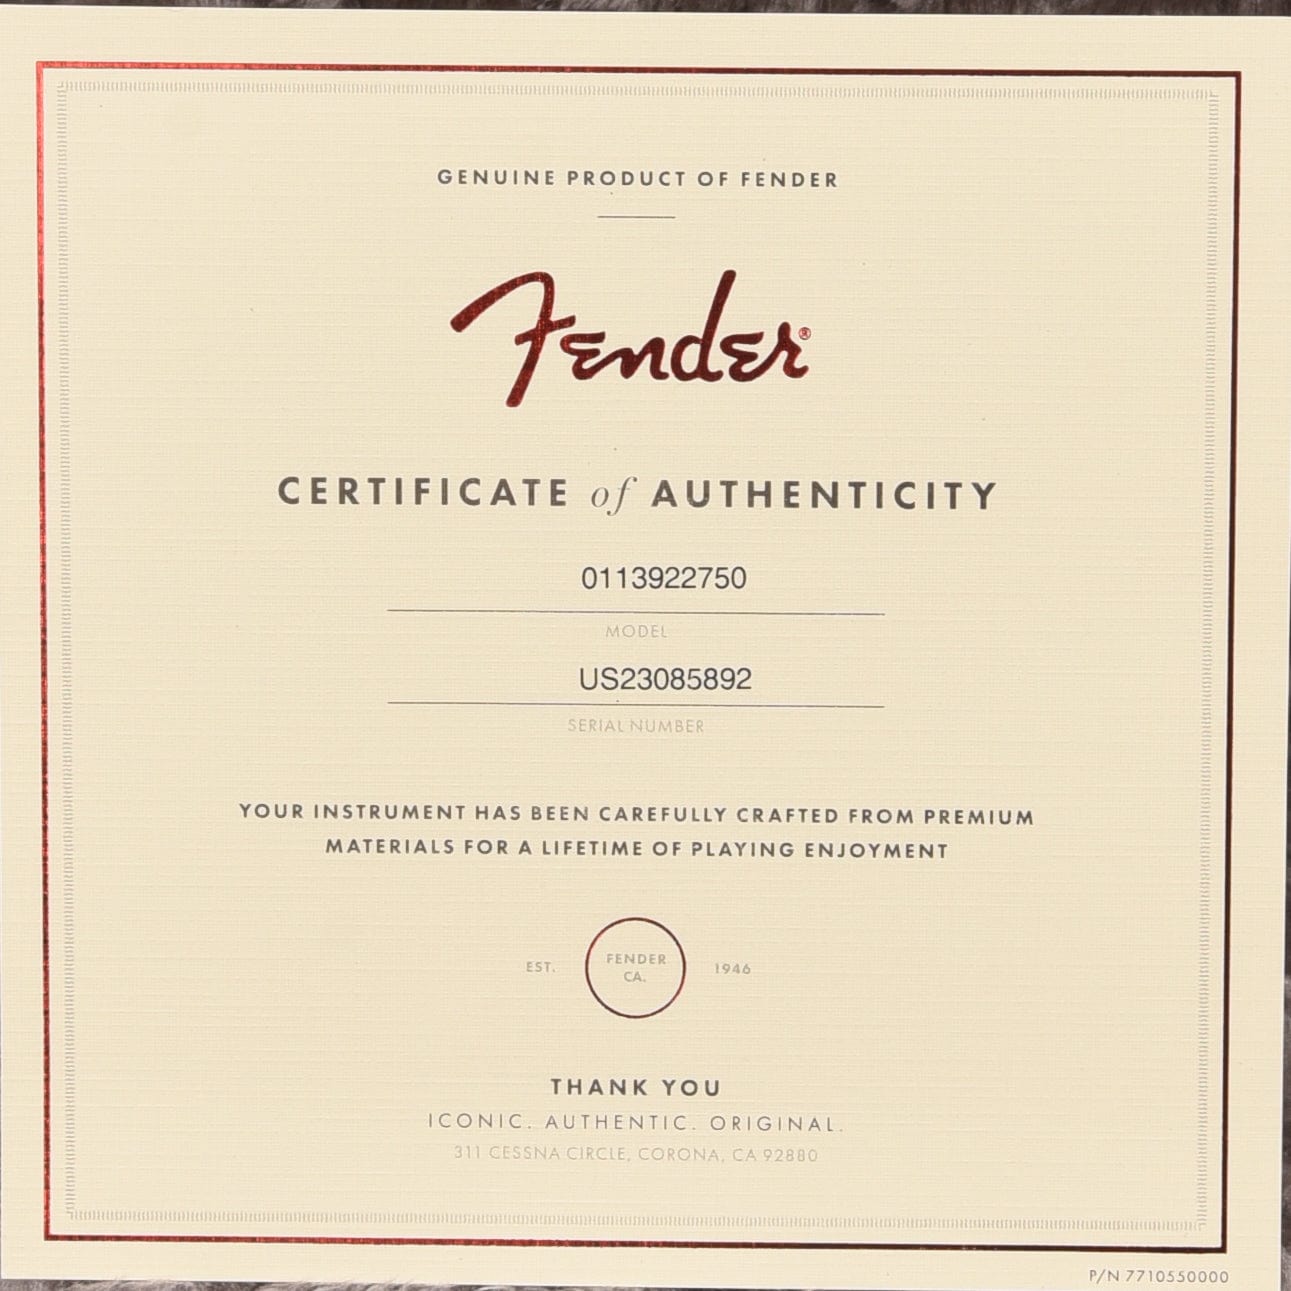 GENUINE PRODUCT OF FENDER
Fender®
CERTIFICATE of AUTHENTICITY
0113922750
MODEL
US23085892
SERIAL NUMBER
YOUR INSTRUMENT HAS BEEN CAREFULLY CRAFTED FROM PREMIUM
MATERIALS FOR A LIFETIME OF PLAYING ENJOYMENT
EST. FENDER CA. 1946
THANK YOU
ICONIC. AUTHENTIC. ORIGINAL.
311 CESSNA CIRCLE, CORONA, CA 92880
P/N 7710550000